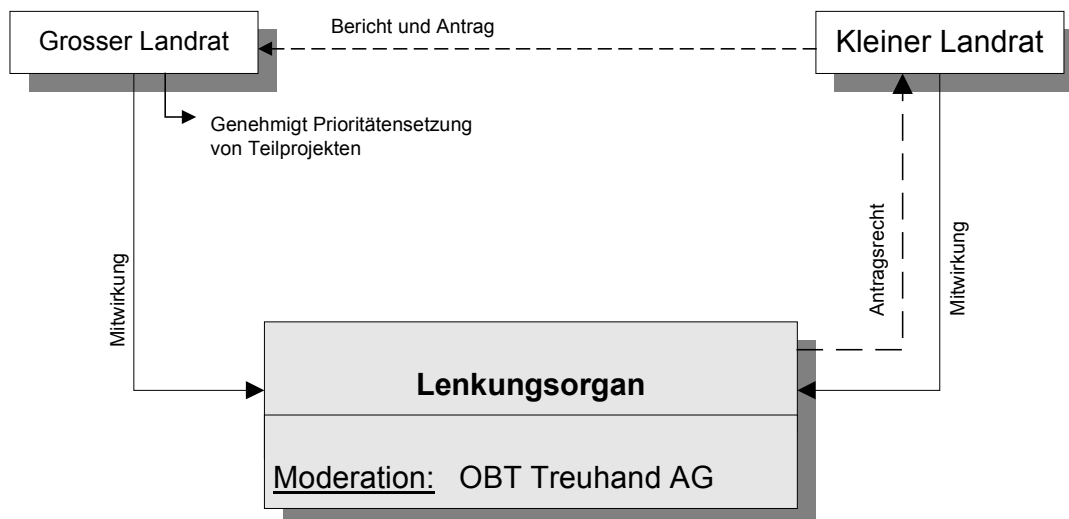 Grosser Landrat
Bericht und Antrag
Kleiner Landrat
Genehmigt Prioritätensetzung
von Teilprojekten
Mitwirkung
Antragsrecht
Mitwirkung
Lenkungsorgan
Moderation: OBT Treuhand AG